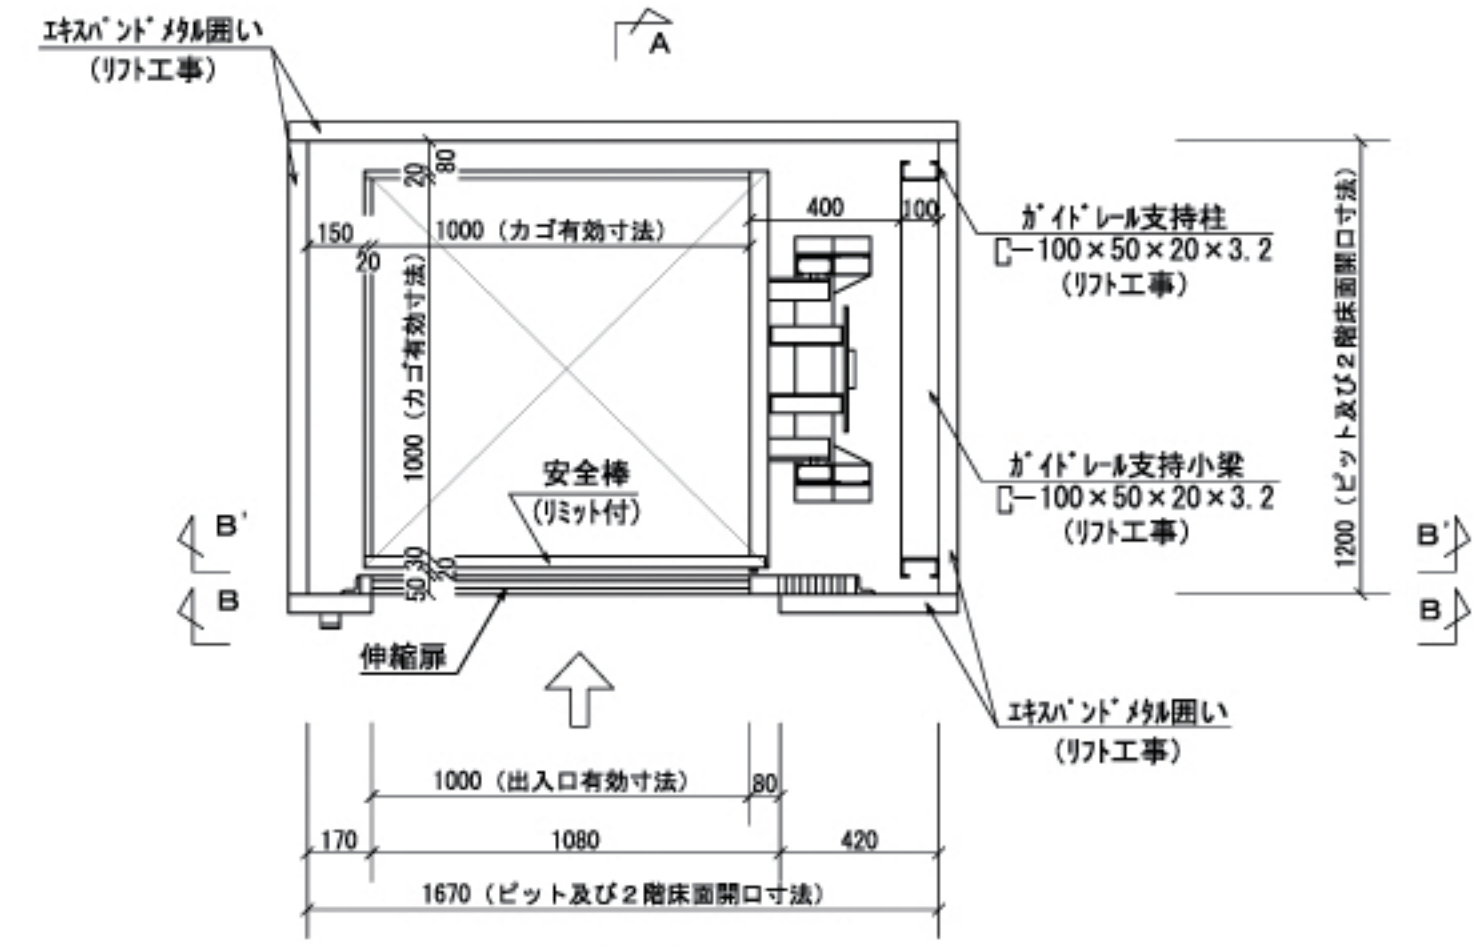 ｴｷｽﾊﾟﾝﾄﾞﾒﾀﾙ囲い
(ﾘﾌﾄ工事)
A
80
20
400
100
150
1000 (カゴ有効寸法)
20
1000 (カゴ有効寸法)
ｶﾞｲﾄﾞﾚｰﾙ支持柱
[-100×50×20×3.2
(ﾘﾌﾄ工事)
1200 (ピット及び２階床面開口寸法)
ｶﾞｲﾄﾞﾚｰﾙ支持小梁
[-100×50×20×3.2
(ﾘﾌﾄ工事)
安全棒
(ﾘﾐｯﾄ付)
B'
B'
30
20
50
B
B
伸縮扉
ｴｷｽﾊﾟﾝﾄﾞﾒﾀﾙ囲い
(ﾘﾌﾄ工事)
1000 (出入口有効寸法)
80
170
1080
420
1670 (ピット及び２階床面開口寸法)